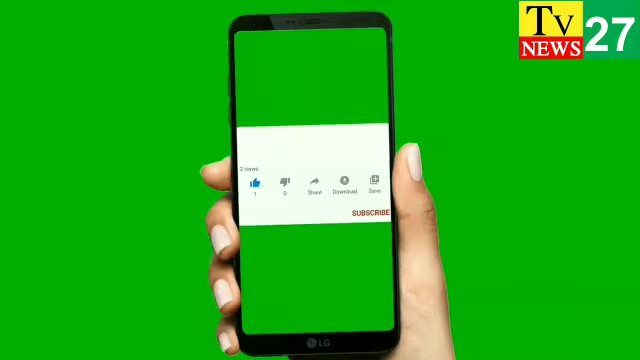 Tv
NEWS
27
2 views
1
0
Share
Download
Save
SUBSCRIBE
LG